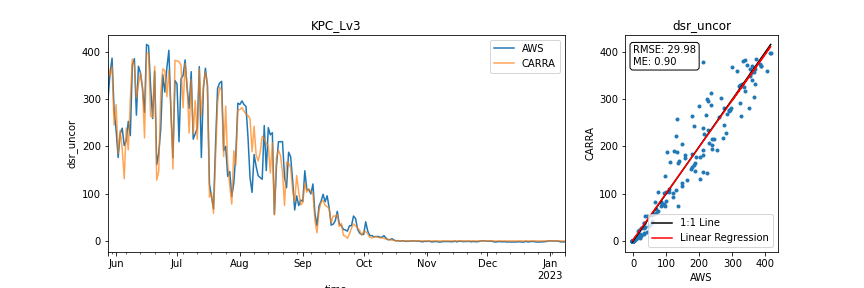 KPC_Lv3
dsr_uncor
400
300
200
100
0
AWS
CARRA
Jun
Jul
Aug
Sep
Oct
Nov
Dec
Jan
2023
time
dsr_uncor
CARRA
400
300
200
100
0
RMSE: 29.98
ME: 0.90
1:1 Line
Linear Regression
0
100
200
300
400
AWS